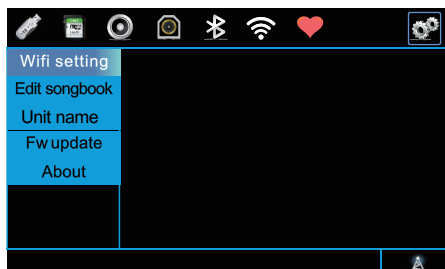 Wifi setting
Edit songbook
Unit name
Fw update
About